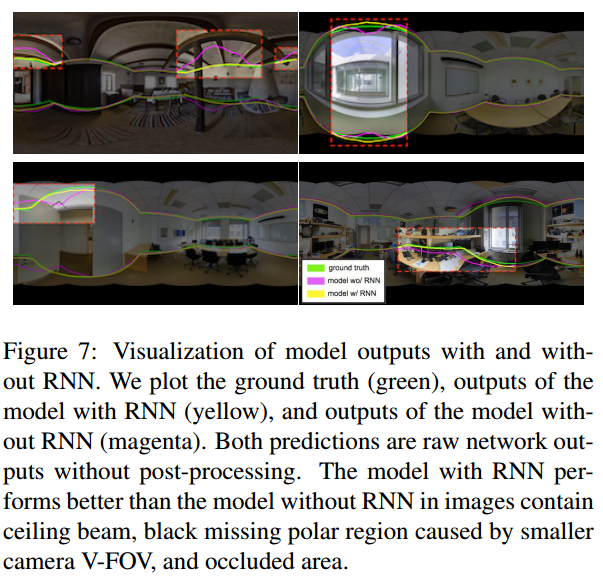 ground truth
model wo/ RNN
model w/ RNN
Figure 7: Visualization of model outputs with and with-
out RNN. We plot the ground truth (green), outputs of the
model with RNN (yellow), and outputs of the model with-
out RNN (magenta). Both predictions are raw network out-
puts without post-processing. The model with RNN per-
forms better than the model without RNN in images contain
ceiling beam, black missing polar region caused by smaller
camera V-FOV, and occluded area.